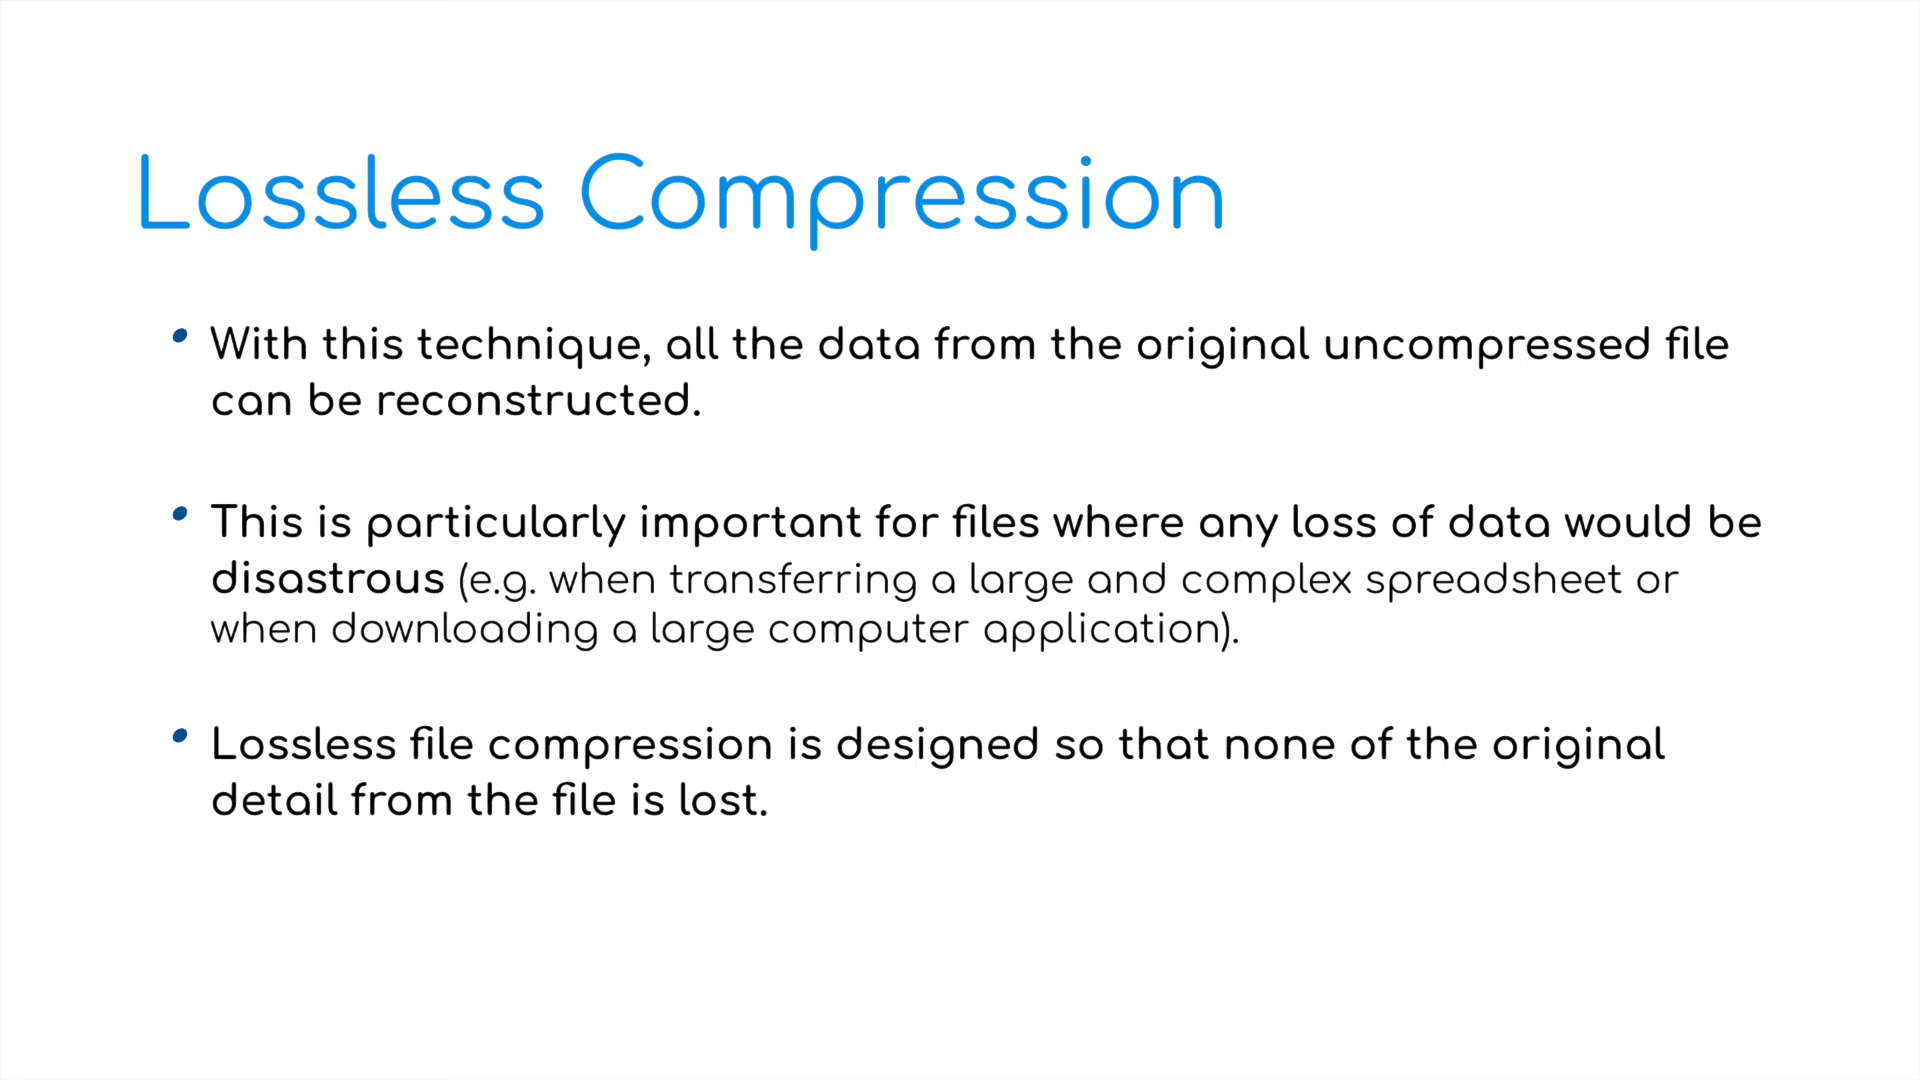 Lossless Compression
• With this technique, all the data from the original uncompressed file
can be reconstructed.
• This is particularly important for files where any loss of data would be
disastrous (e.g. when transferring a large and complex spreadsheet or
when downloading a large computer application).
• Lossless file compression is designed so that none of the original
detail from the file is lost.